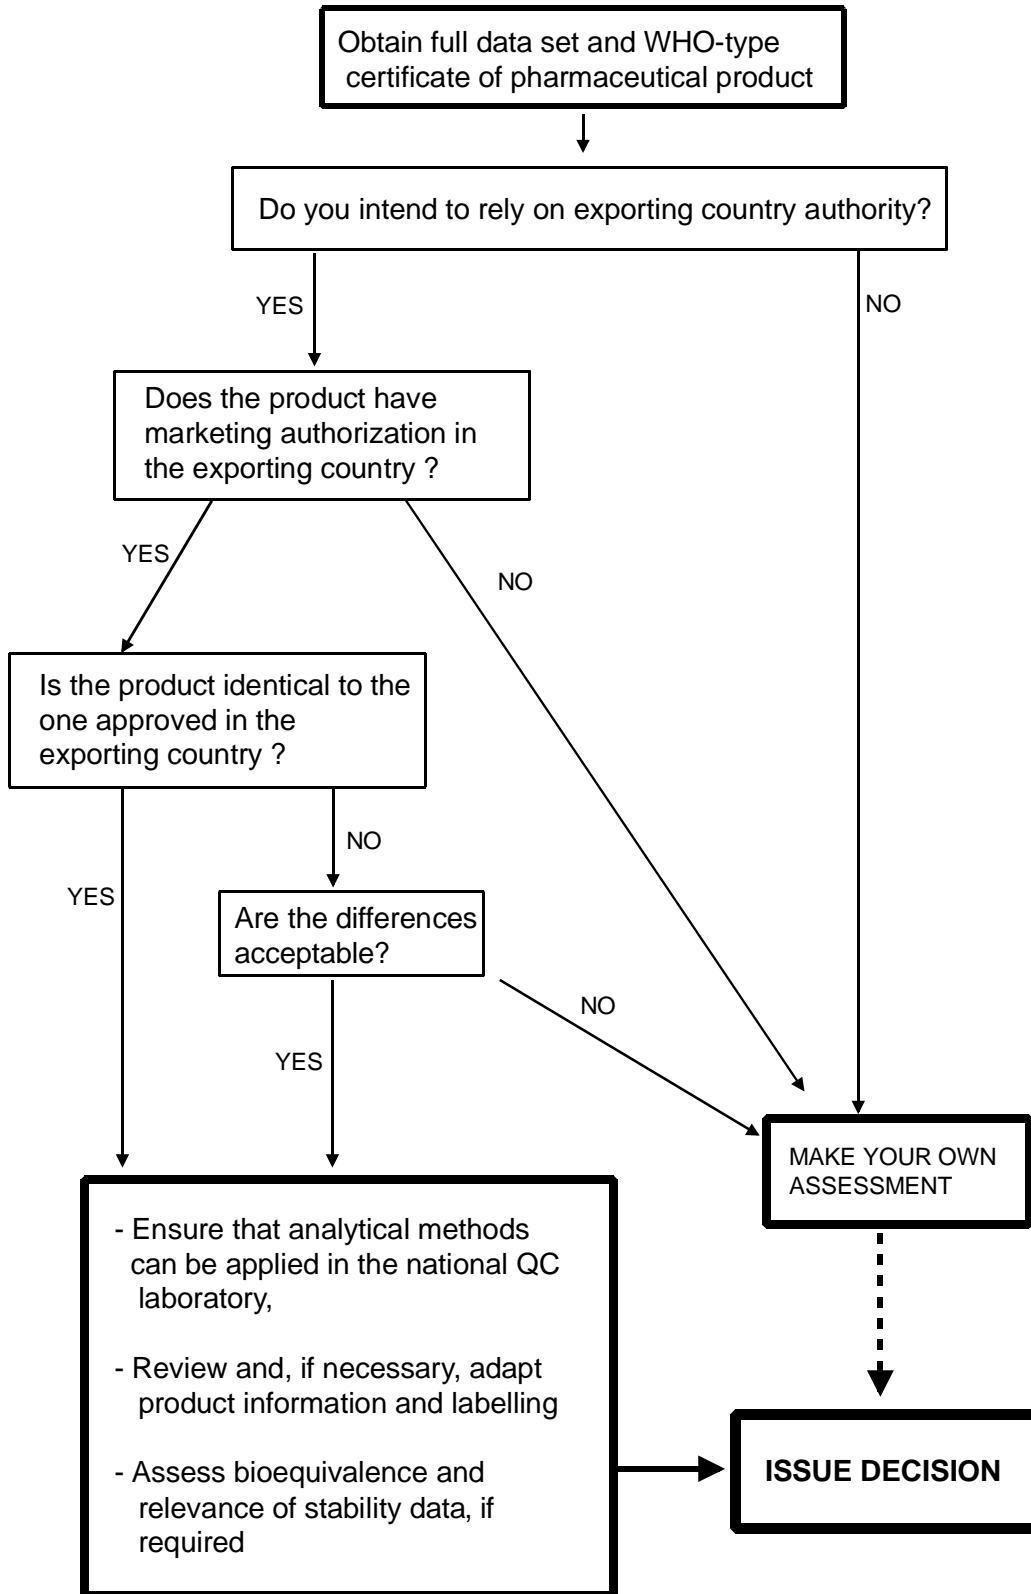 Obtain full data set and WHO-type
certificate of pharmaceutical product
Do you intend to rely on exporting country authority?
YES
NO
Does the product have
marketing authorization in
the exporting country ?
YES
NO
Is the product identical to the
one approved in the
exporting country ?
NO
YES
Are the differences
acceptable?
NO
YES
MAKE YOUR OWN
ASSESSMENT
- Ensure that analytical methods
can be applied in the national QC
laboratory,
- Review and, if necessary, adapt
product information and labelling
- Assess bioequivalence and
relevance of stability data, if
required
ISSUE DECISION